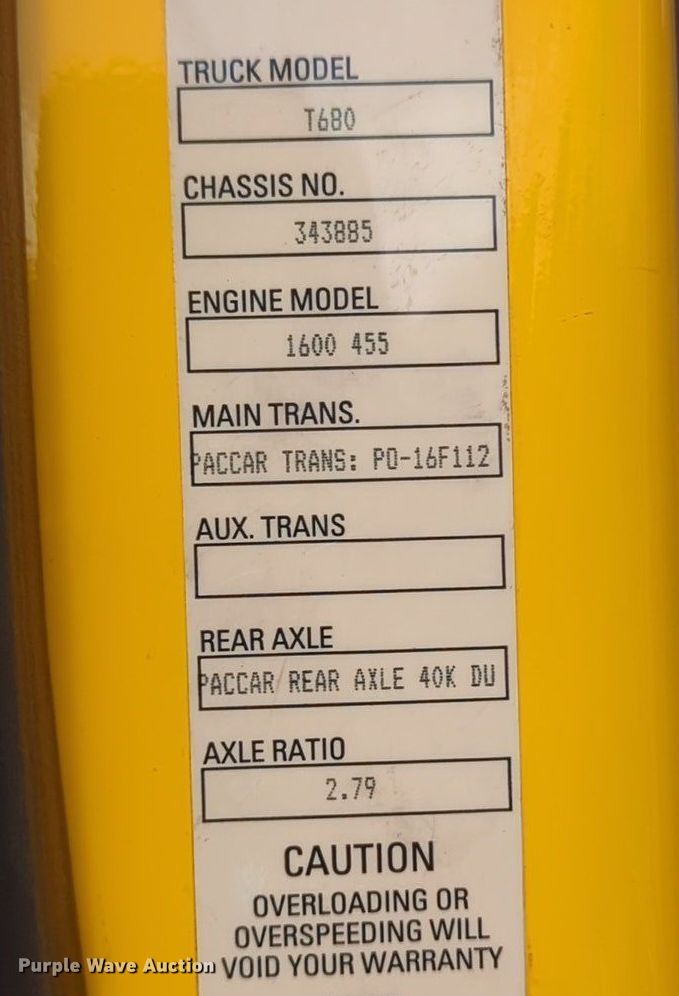 TRUCK MODEL
T680
CHASSIS NO.
343885
ENGINE MODEL
1600 455
MAIN TRANS.
PACCAR TRANS: PO-16F112
AUX. TRANS
REAR AXLE
PACCAR REAR AXLE 40K DU
AXLE RATIO
2.79
CAUTION
OVERLOADING OR
OVERSPEEDING WILL
VOID YOUR WARRANTY
Purple Wave Auction